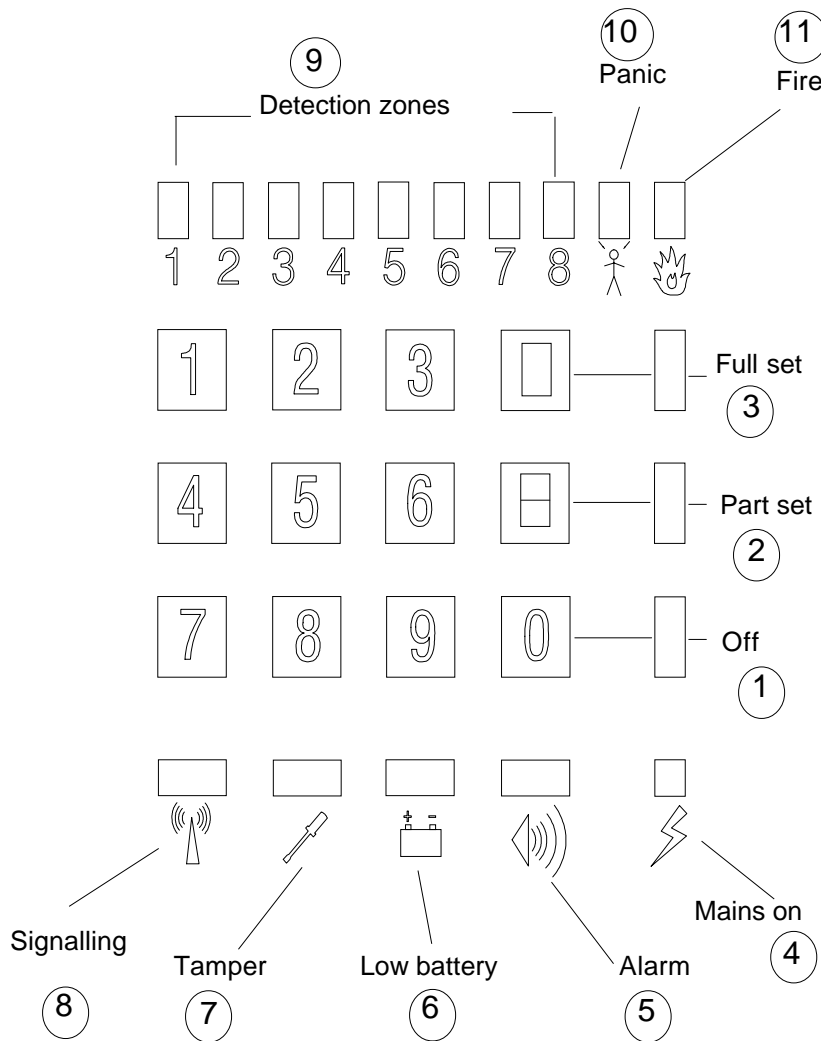 10 11
9 Panic Fire
Detection zones
1 2 3 4 5 6 7 8
1 2 3 Full set
3
4 5 6 Part set
2
7 8 9 0 Off
1
+ -
Mains on
Signalling 4
Tamper Low battery Alarm
8 7 6 5